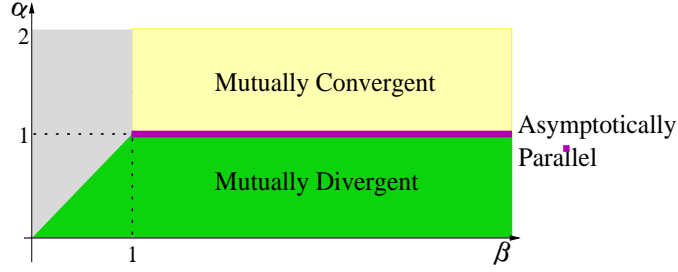 α
2
Mutually Convergent
1
Asymptotically
Parallel
Mutually Divergent
1
β